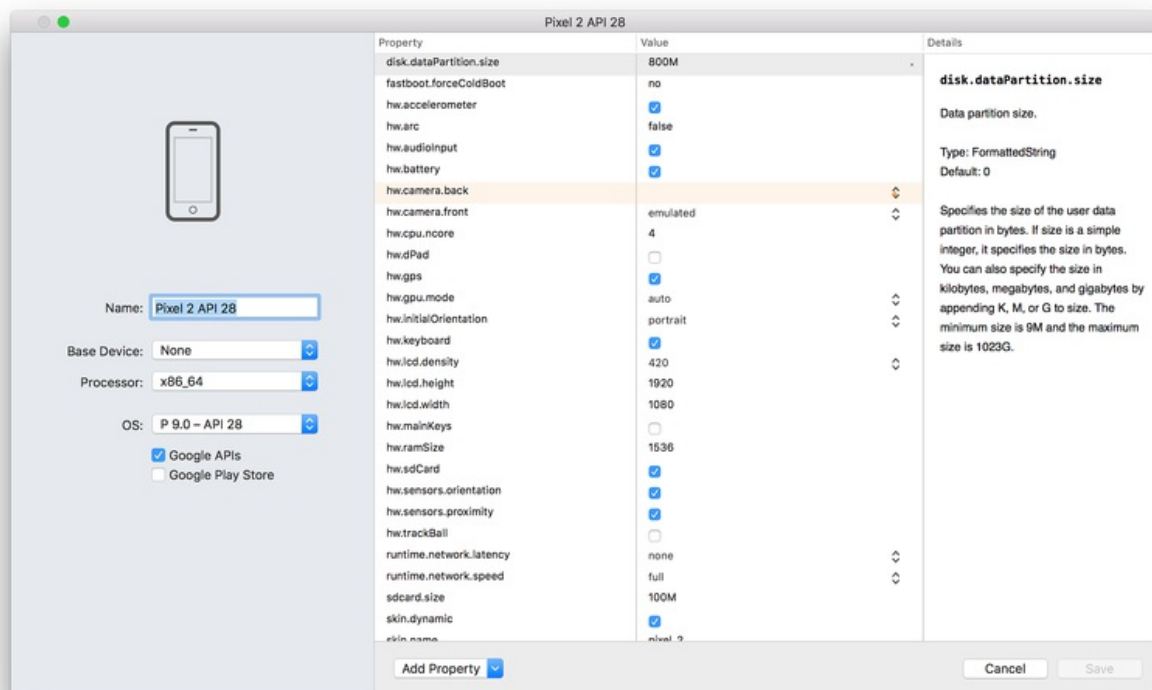 Pixel 2 API 28
Property Value Details
disk.dataPartition.size 800M
fastboot.forceColdBoot no
hw.accelerometer
hw.arc false
hw.audioInput
hw.battery
hw.camera.back
hw.camera.front emulated
hw.cpu.ncore 4
hw.dPad
hw.gps
hw.gpu.mode auto
hw.initialOrientation portrait
hw.keyboard
hw.lcd.density 420
hw.lcd.height 1920
hw.lcd.width 1080
hw.mainKeys
hw.ramSize 1536
hw.sdCard
hw.sensors.orientation
hw.sensors.proximity
hw.trackBall
runtime.network.latency none
runtime.network.speed full
sdcard.size 100M
skin.dynamic
skin.name pixel_2
Name: Pixel 2 API 28
Base Device: None
Processor: x86_64
OS: P 9.0 – API 28
Google APIs
Google Play Store
disk.dataPartition.size
Data partition size.
Type: FormattedString
Default: 0
Specifies the size of the user data
partition in bytes. If size is a simple
integer, it specifies the size in bytes.
You can also specify the size in
kilobytes, megabytes, and gigabytes by
appending K, M, or G to size. The
minimum size is 9M and the maximum
size is 1023G.
Add Property
Cancel Save